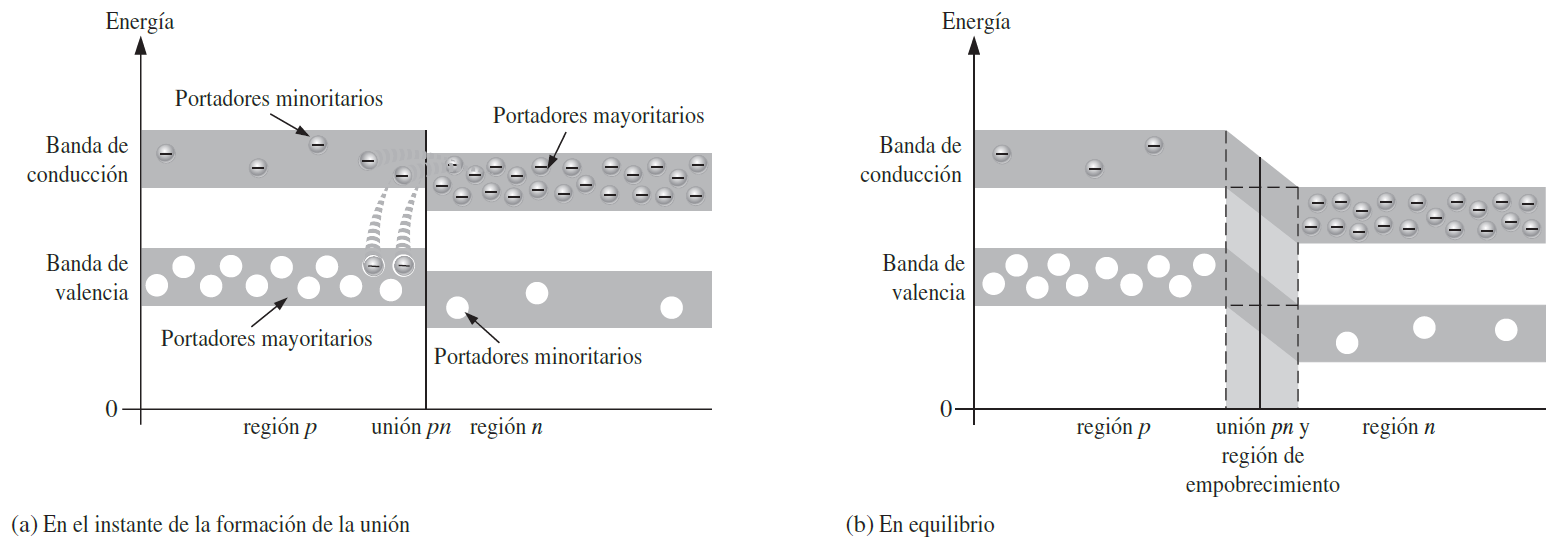 Energía
Portadores minoritarios
Portadores mayoritarios
Banda de
conducción
Banda de
valencia
Portadores mayoritarios
Portadores minoritarios
0
región p
unión pn
región n
(a) En el instante de la formación de la unión
Energía
Banda de
conducción
Banda de
valencia
0
región p
unión pn y
región de
empobrecimiento
región n
(b) En equilibrio